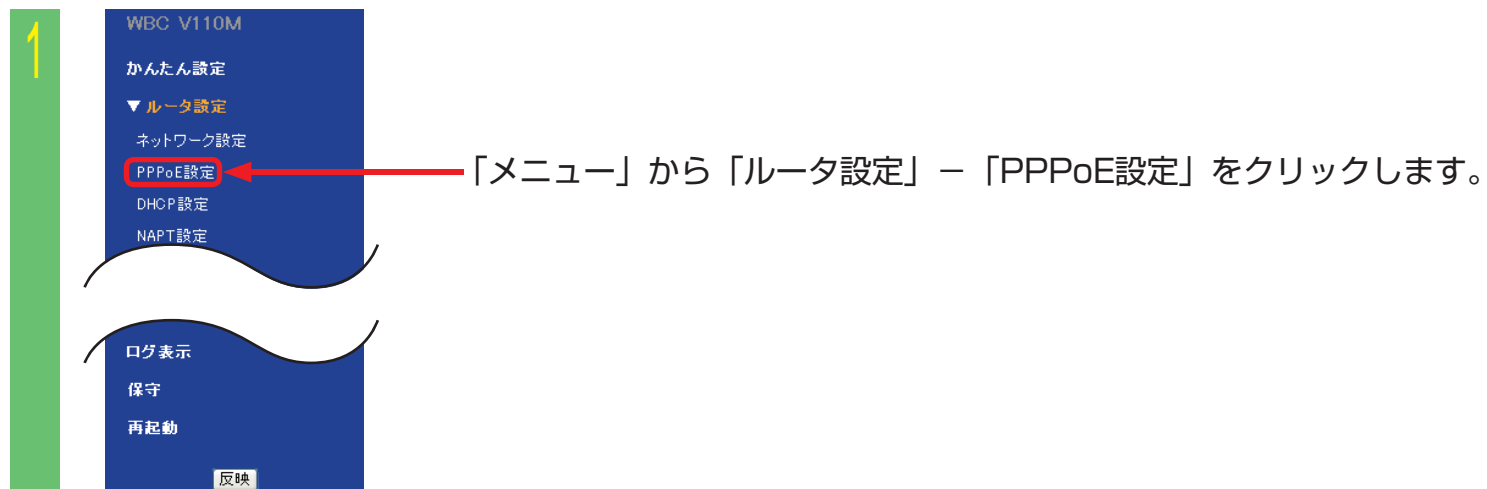 1
WBC V110M
かんたん設定
▼ルータ設定
ネットワーク設定
PPPoE設定
「メニュー」から「ルータ設定」－「PPPoE設定」をクリックします。
DHCP設定
NAPT設定
ログ表示
保守
再起動
反映